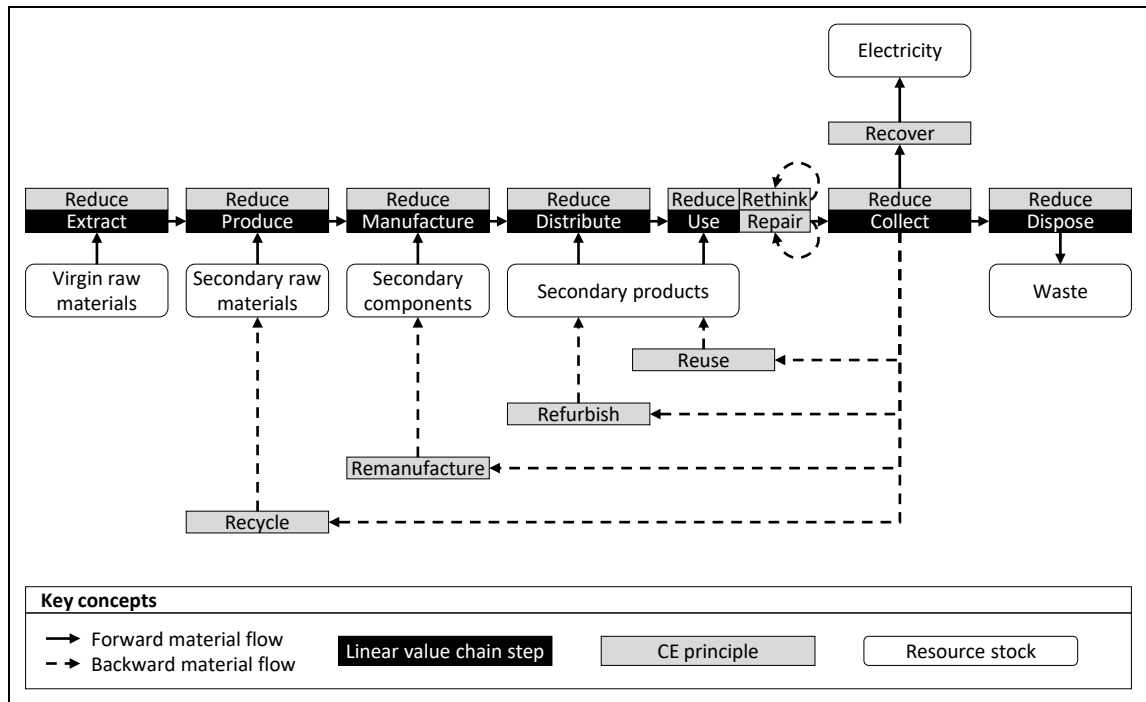 Electricity
Recover
Reduce
Reduce
Reduce
Reduce
Reduce
Rethink
Reduce
Reduce
Extract
Produce
Manufacture
Distribute
Use
Repair
Collect
Dispose
Virgin raw
materials
Secondary raw
materials
Secondary
components
Secondary products
Waste
Reuse
Refurbish
Remanufacture
Recycle
Key concepts
Forward material flow
Backward material flow
Linear value chain step
CE principle
Resource stock